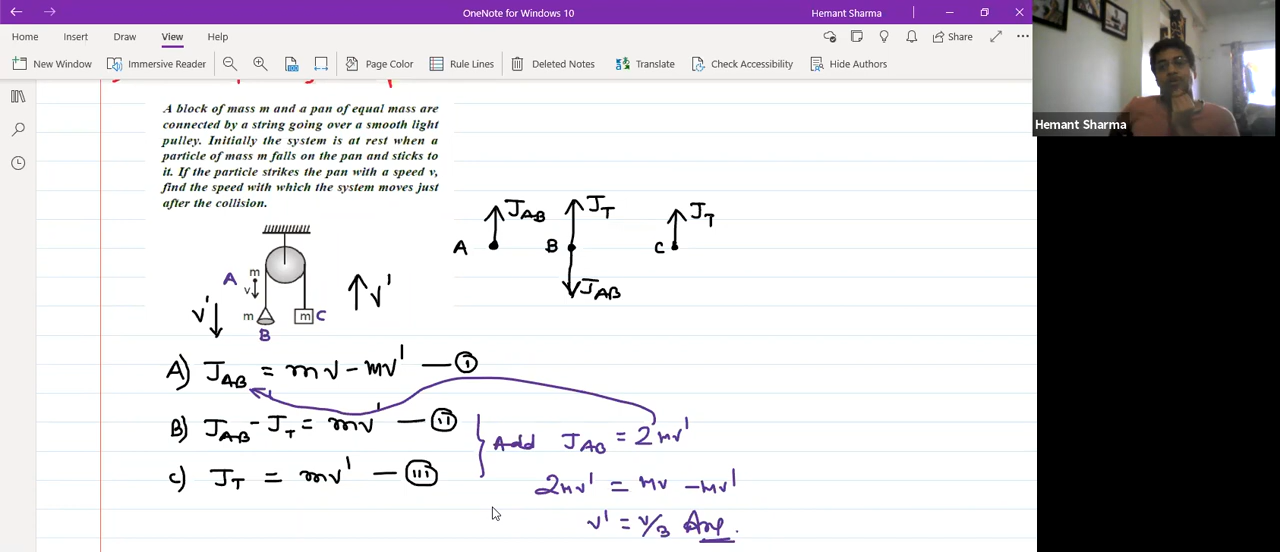 OneNote for Windows 10
Hemant Sharma
Home Insert Draw View Help
Share
New Window Immersive Reader Page Color Rule Lines Deleted Notes Translate Check Accessibility Hide Authors
Hemant Sharma
A block of mass m and a pan of equal mass are
connected by a string going over a smooth light
pulley. Initially the system is at rest when a
particle of mass m falls on the pan and sticks to
it. If the particle strikes the pan with a speed v,
find the speed with which the system moves just
after the collision.
J_AB J_T J_T
A B C
J_AB
A m
v
v' v'
m m C
B
A) J_AB = mv - mv' — (i)
B) J_AB - J_T = mv' — (ii)
C) J_T = mv' — (iii)
Add J_AB = 2mv'
2mv' = mv - mv'
v' = v/3 Ans.